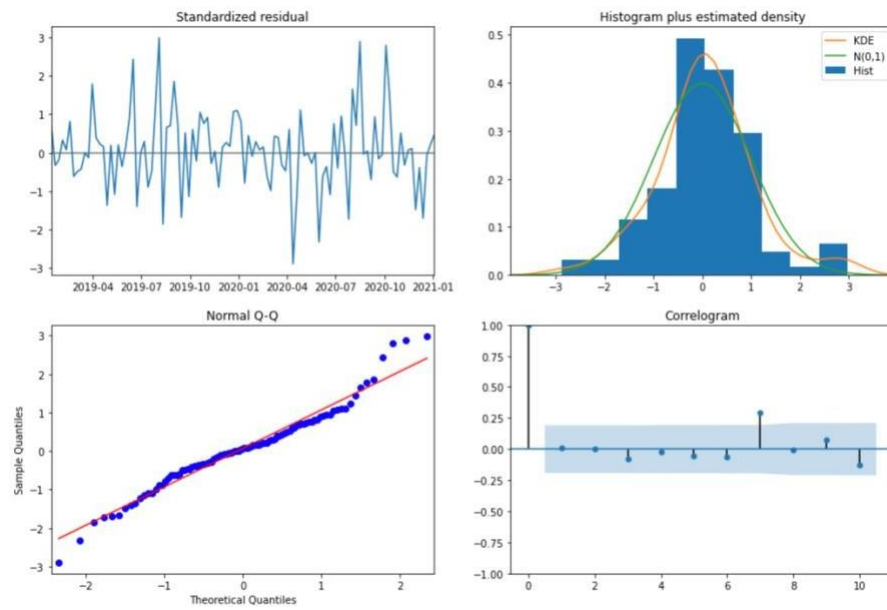 Standardized residual
3
2
1
0
−1
−2
−3
2019-04 2019-07 2019-10 2020-01 2020-04 2020-07 2020-10 2021-01
Histogram plus estimated density
0.5
0.4
0.3
0.2
0.1
0.0
−3 −2 −1 0 1 2 3
KDE
N(0,1)
Hist
Normal Q-Q
Sample Quantiles
3
2
1
0
−1
−2
−3
−2 −1 0 1 2
Theoretical Quantiles
Correlogram
1.00
0.75
0.50
0.25
0.00
−0.25
−0.50
−0.75
−1.00
0 2 4 6 8 10